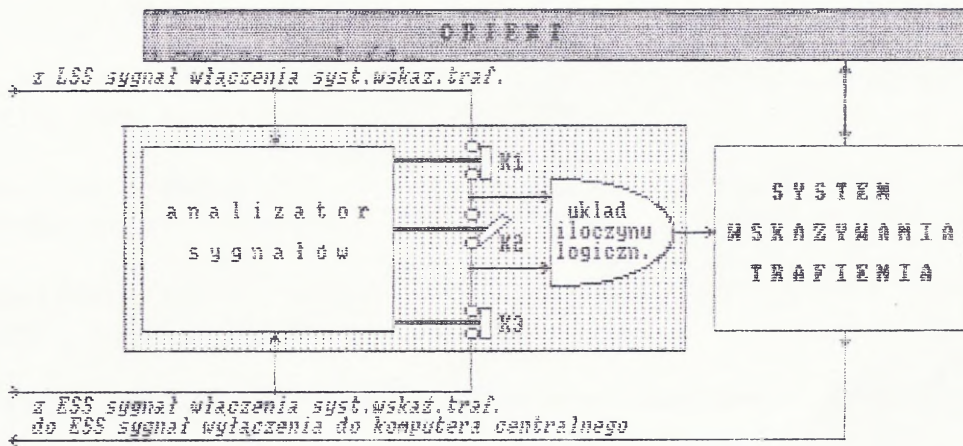 ORIENT
z LSS sygnał włączenia syst.wskaz.traf.
K1
analizator
sygnałów
K2
układ
iloczynu
logiczn.
SYSTEM
WSKAZYWANIA
TRAFIENIA
K3
z ESS sygnał włączenia syst.wskaź.traf.
do ESS sygnał wyłączenia do komputera centralnego